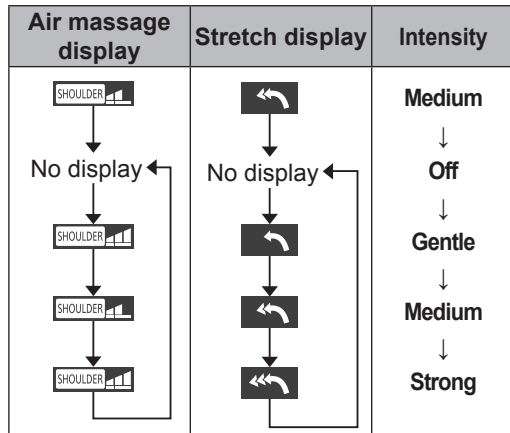 Air massage display
Stretch display
Intensity
SHOULDER
Medium
↓
No display
No display
Off
↓
SHOULDER
Gentle
↓
SHOULDER
Medium
↓
SHOULDER
Strong